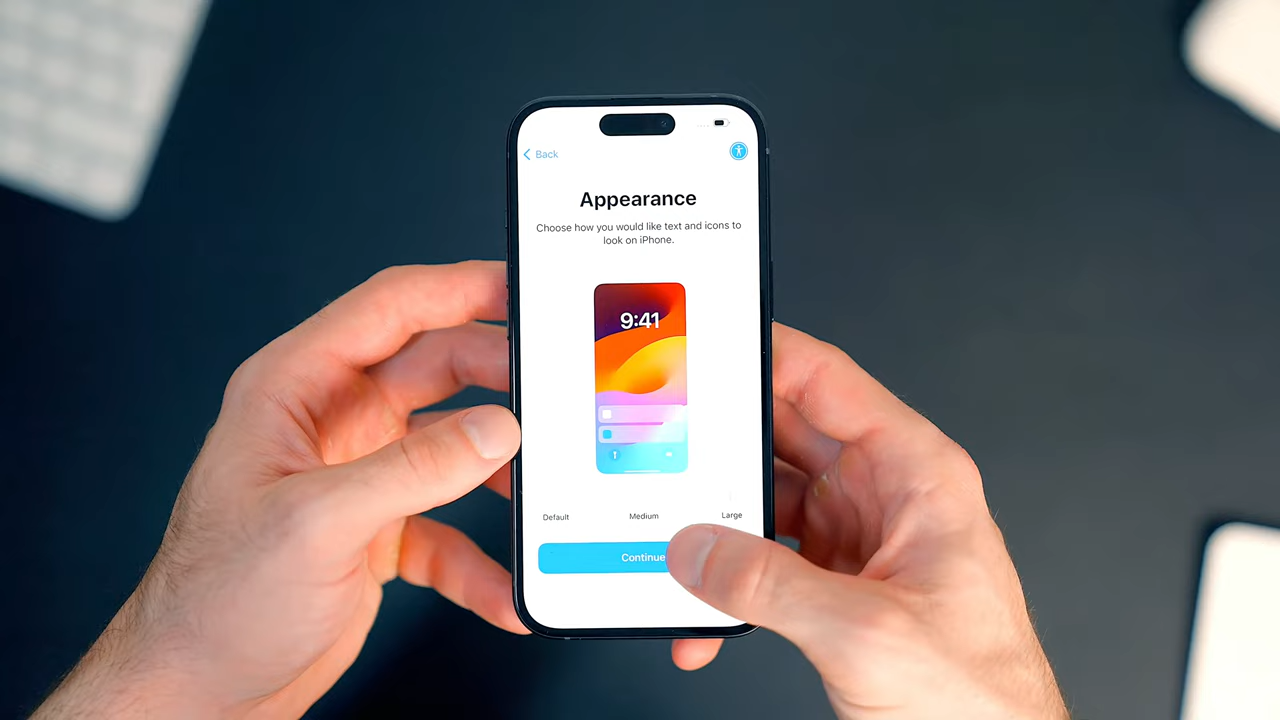 Back
Appearance
Choose how you would like text and icons to
look on iPhone.
9:41
Default Medium Large
Continue